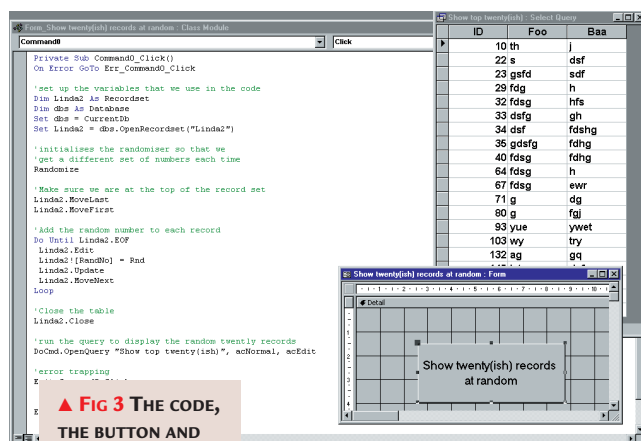 Form_Show twenty(ish) records at random : Class Module
Command0 Click
Private Sub Command0_Click()
On Error GoTo Err_Command0_Click
'set up the variables that we use in the code
Dim Linda2 As Recordset
Dim dbs As Database
Set dbs = CurrentDb
Set Linda2 = dbs.OpenRecordset("Linda2")
'initialises the randomiser so that we
'get a different set of numbers each time
Randomize
'Make sure we are at the top of the record set
Linda2.MoveLast
Linda2.MoveFirst
'Add the random number to each record
Do Until Linda2.EOF
Linda2.Edit
Linda2![RandNo] = Rnd
Linda2.Update
Linda2.MoveNext
Loop
'Close the table
Linda2.Close
'run the query to display the random twently records
DoCmd.OpenQuery "Show top twenty(ish)", acNormal, acEdit
'error trapping
Show top twenty(ish) : Select Query
ID Foo Baa
10 th j
22 s dsf
23 gsfd sdf
29 fdg h
32 fdsg hfs
33 dsfg gh
34 dsf fdshg
35 gdsfg fdhg
40 fdsg fdhg
64 fdsg h
67 fdsg ewr
71 g dg
80 g fgj
93 yue ywet
103 wy try
132 ag gq
Show twenty(ish) records at random : Form
Detail
Show twenty(ish) records
at random
▲ FIG 3 THE CODE,
THE BUTTON AND